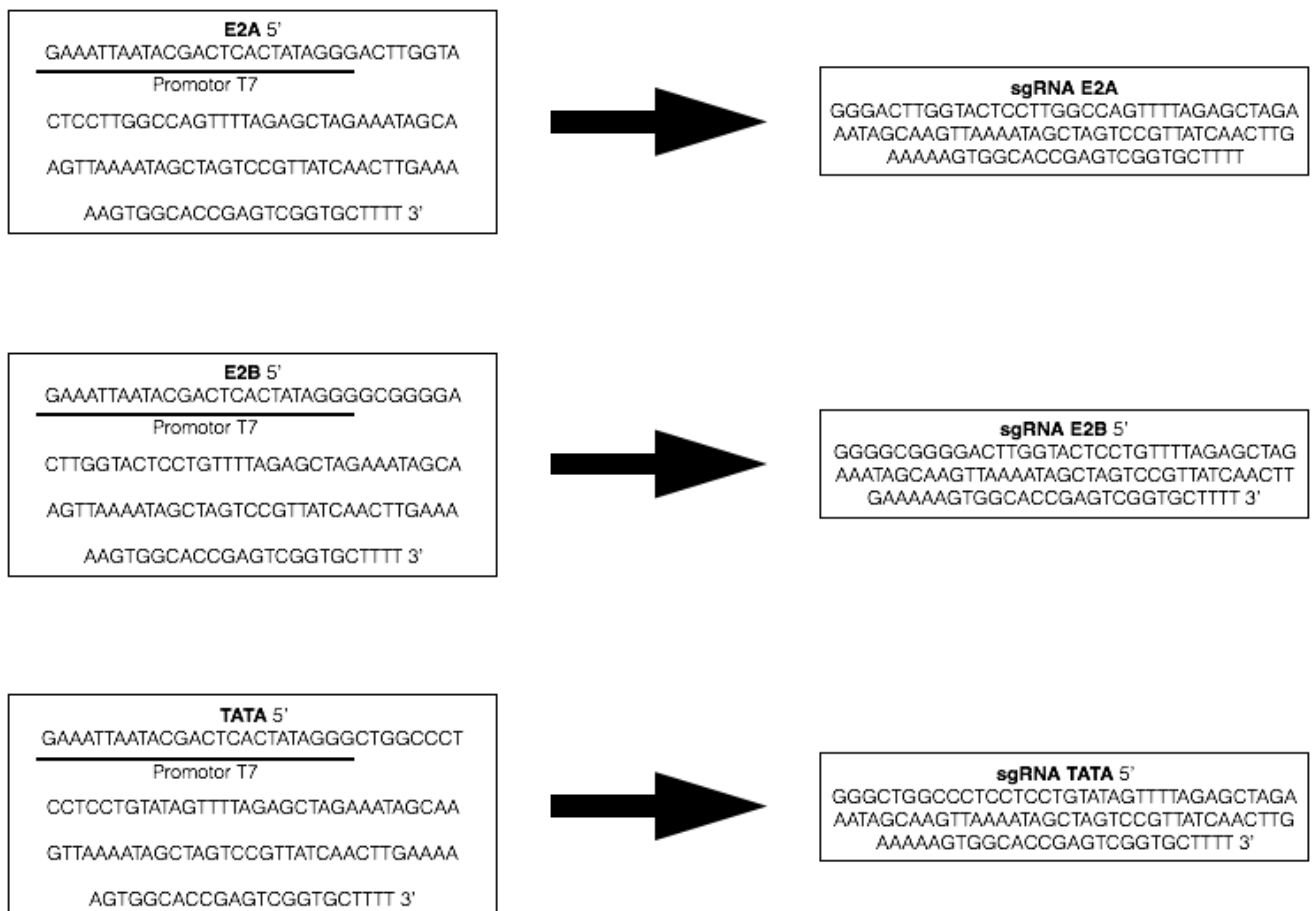 E2A 5'
GAAATTAATACGACTCACTATAGGGACTTGGTA
Promotor T7
CTCCTTGGCCAGTTTTAGAGCTAGAAATAGCA
AGTTAAAATAGCTAGTCCGTTATCAACTTGAAA
AAGTGGCACCGAGTCGGTGCTTTT 3'
sgRNA E2A
GGGACTTGGTACTCCTTGGCCAGTTTTAGAGCTAGA
AATAGCAAGTTAAAATAGCTAGTCCGTTATCAACTTG
AAAAAGTGGCACCGAGTCGGTGCTTTT
E2B 5'
GAAATTAATACGACTCACTATAGGGGCGGGGA
Promotor T7
CTTGGTACTCCTGTTTTAGAGCTAGAAATAGCA
AGTTAAAATAGCTAGTCCGTTATCAACTTGAAA
AAGTGGCACCGAGTCGGTGCTTTT 3'
sgRNA E2B 5'
GGGGCGGGGACTTGGTACTCCTGTTTTAGAGCTAG
AAATAGCAAGTTAAAATAGCTAGTCCGTTATCAACTT
GAAAAAGTGGCACCGAGTCGGTGCTTTT 3'
TATA 5'
GAAATTAATACGACTCACTATAGGGCTGGCCCT
Promotor T7
CCTCCTGTATAGTTTTAGAGCTAGAAATAGCAA
GTTAAAATAGCTAGTCCGTTATCAACTTGAAAA
AGTGGCACCGAGTCGGTGCTTTT 3'
sgRNA TATA 5'
GGGCTGGCCCTCCTCCTGTATAGTTTTAGAGCTAGA
AATAGCAAGTTAAAATAGCTAGTCCGTTATCAACTTG
AAAAAGTGGCACCGAGTCGGTGCTTTT 3'